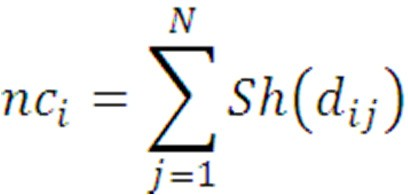 $nc_i = \sum_{j=1}^{N} Sh(d_{ij})$